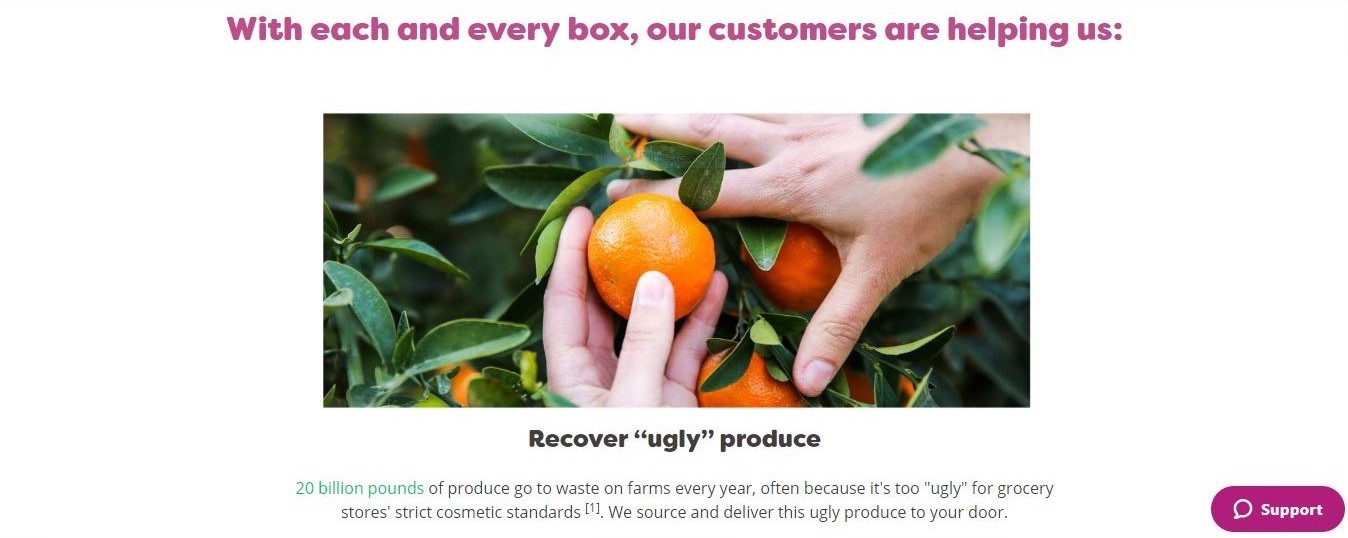 With each and every box, our customers are helping us:
Recover “ugly” produce
20 billion pounds of produce go to waste on farms every year, often because it's too "ugly" for grocery
stores' strict cosmetic standards [1]. We source and deliver this ugly produce to your door.
Support